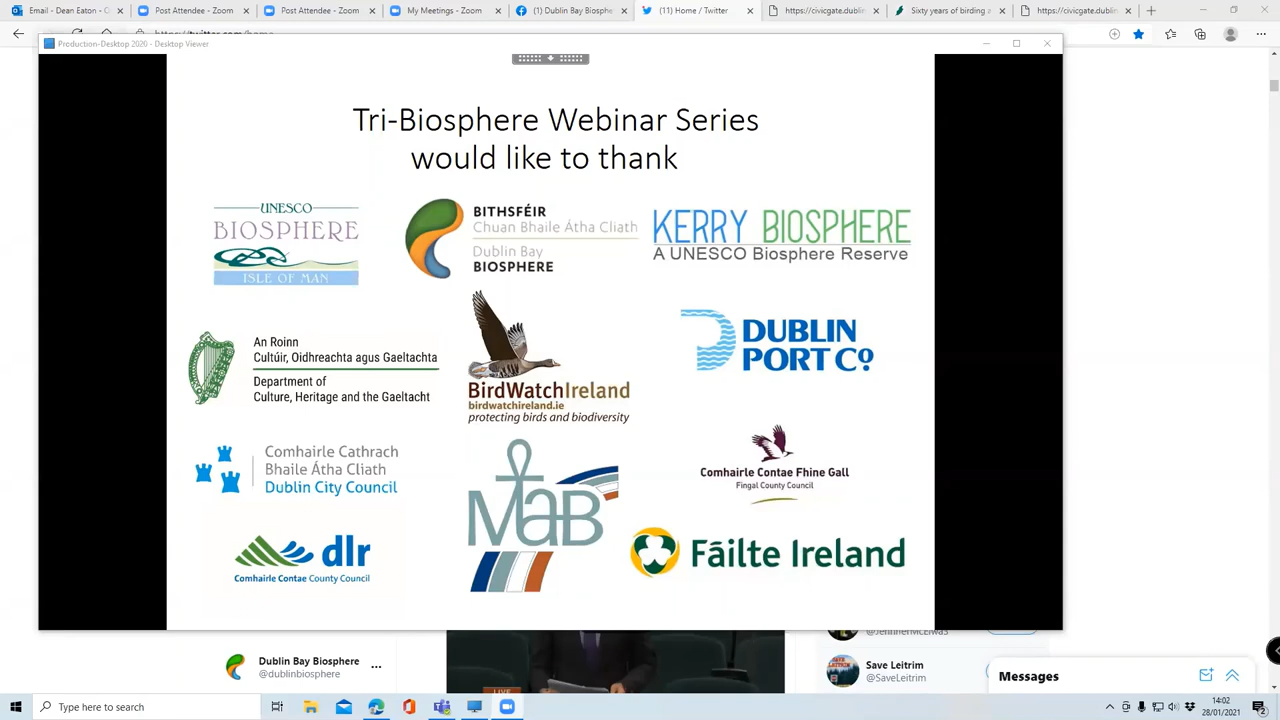 Email - Dean Eaton - C
Post Attendee - Zoom
Post Attendee - Zoom
My Meetings - Zoom
(1) Dublin Bay Biosphe
(11) Home / Twitter
https://civicgate.dublin
Sixty years of birding a
https://civicgate.dublin
Production-Desktop 2020 - Desktop Viewer
Tri-Biosphere Webinar Series
would like to thank
UNESCO
BIOSPHERE
ISLE OF MAN
BITHSFÉIR
Chuan Bhaile Átha Cliath
Dublin Bay
BIOSPHERE
KERRY BIOSPHERE
A UNESCO Biosphere Reserve
An Roinn
Cultúir, Oidhreachta agus Gaeltachta
Department of
Culture, Heritage and the Gaeltacht
BirdWatchIreland
birdwatchireland.ie
protecting birds and biodiversity
DUBLIN
PORT Co.
Comhairle Cathrach
Bhaile Átha Cliath
Dublin City Council
MaB
Comhairle Contae Fhine Gall
Fingal County Council
dlr
Comhairle Contae County Council
Fáilte Ireland
Dublin Bay Biosphere
@dublinbiosphere
LIVE
Save Leitrim
@SaveLeitrim
Messages
Type here to search
14:02
28/01/2021